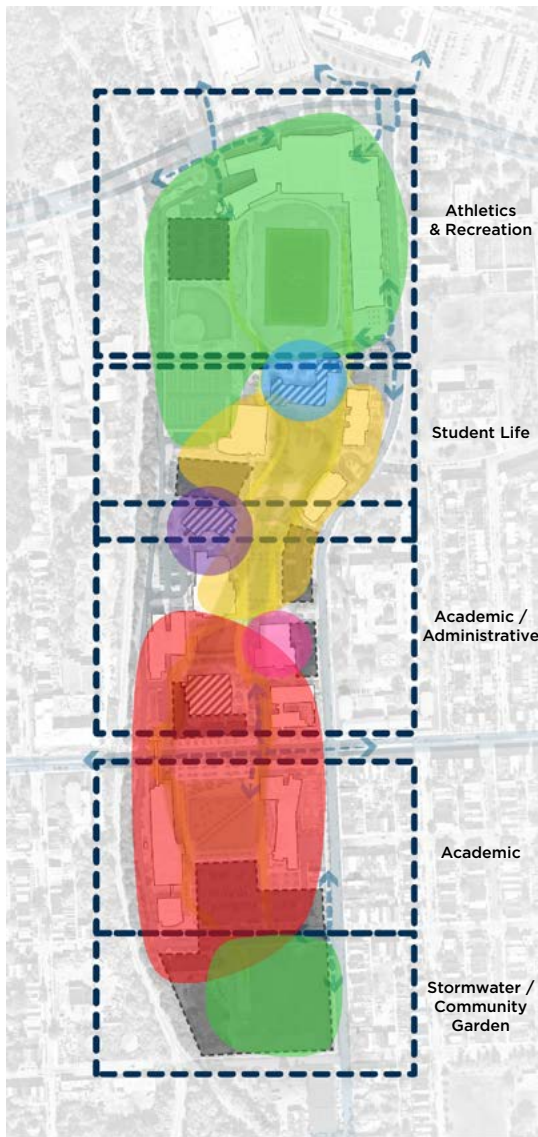 Athletics
& Recreation
Student Life
Academic /
Administrative
Academic
Stormwater /
Community
Garden